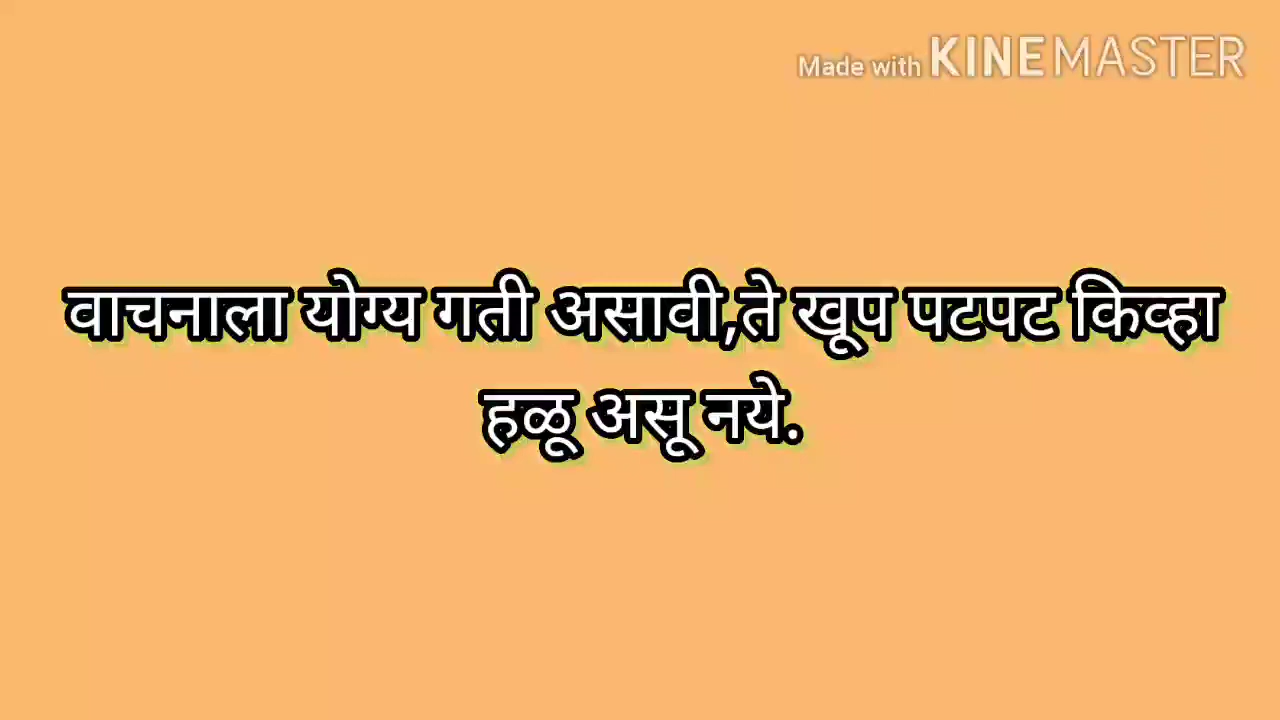 Made with KINEMASTER
वाचनाला योग्य गती असावी,ते खूप पटपट किव्हा
हळू असू नये.